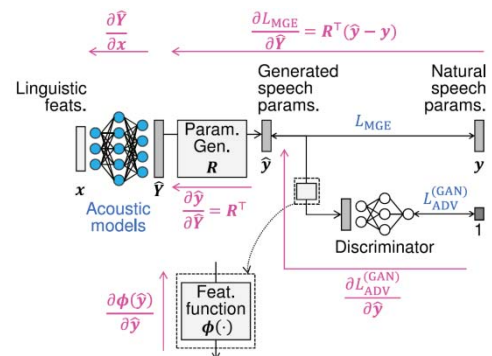 ∂Ŷ
∂x
∂L_MGE
∂Ŷ
= R^⊤(ŷ − y)
Linguistic
feats.
Generated
speech
params.
Natural
speech
params.
Param.
Gen.
R
L_MGE
x
Ŷ
ŷ
y
Acoustic
models
∂ŷ
∂Ŷ
= R^⊤
L_ADV^(GAN)
Discriminator
1
∂ϕ(ŷ)
∂ŷ
Feat.
function
ϕ(·)
∂L_ADV^(GAN)
∂ŷ